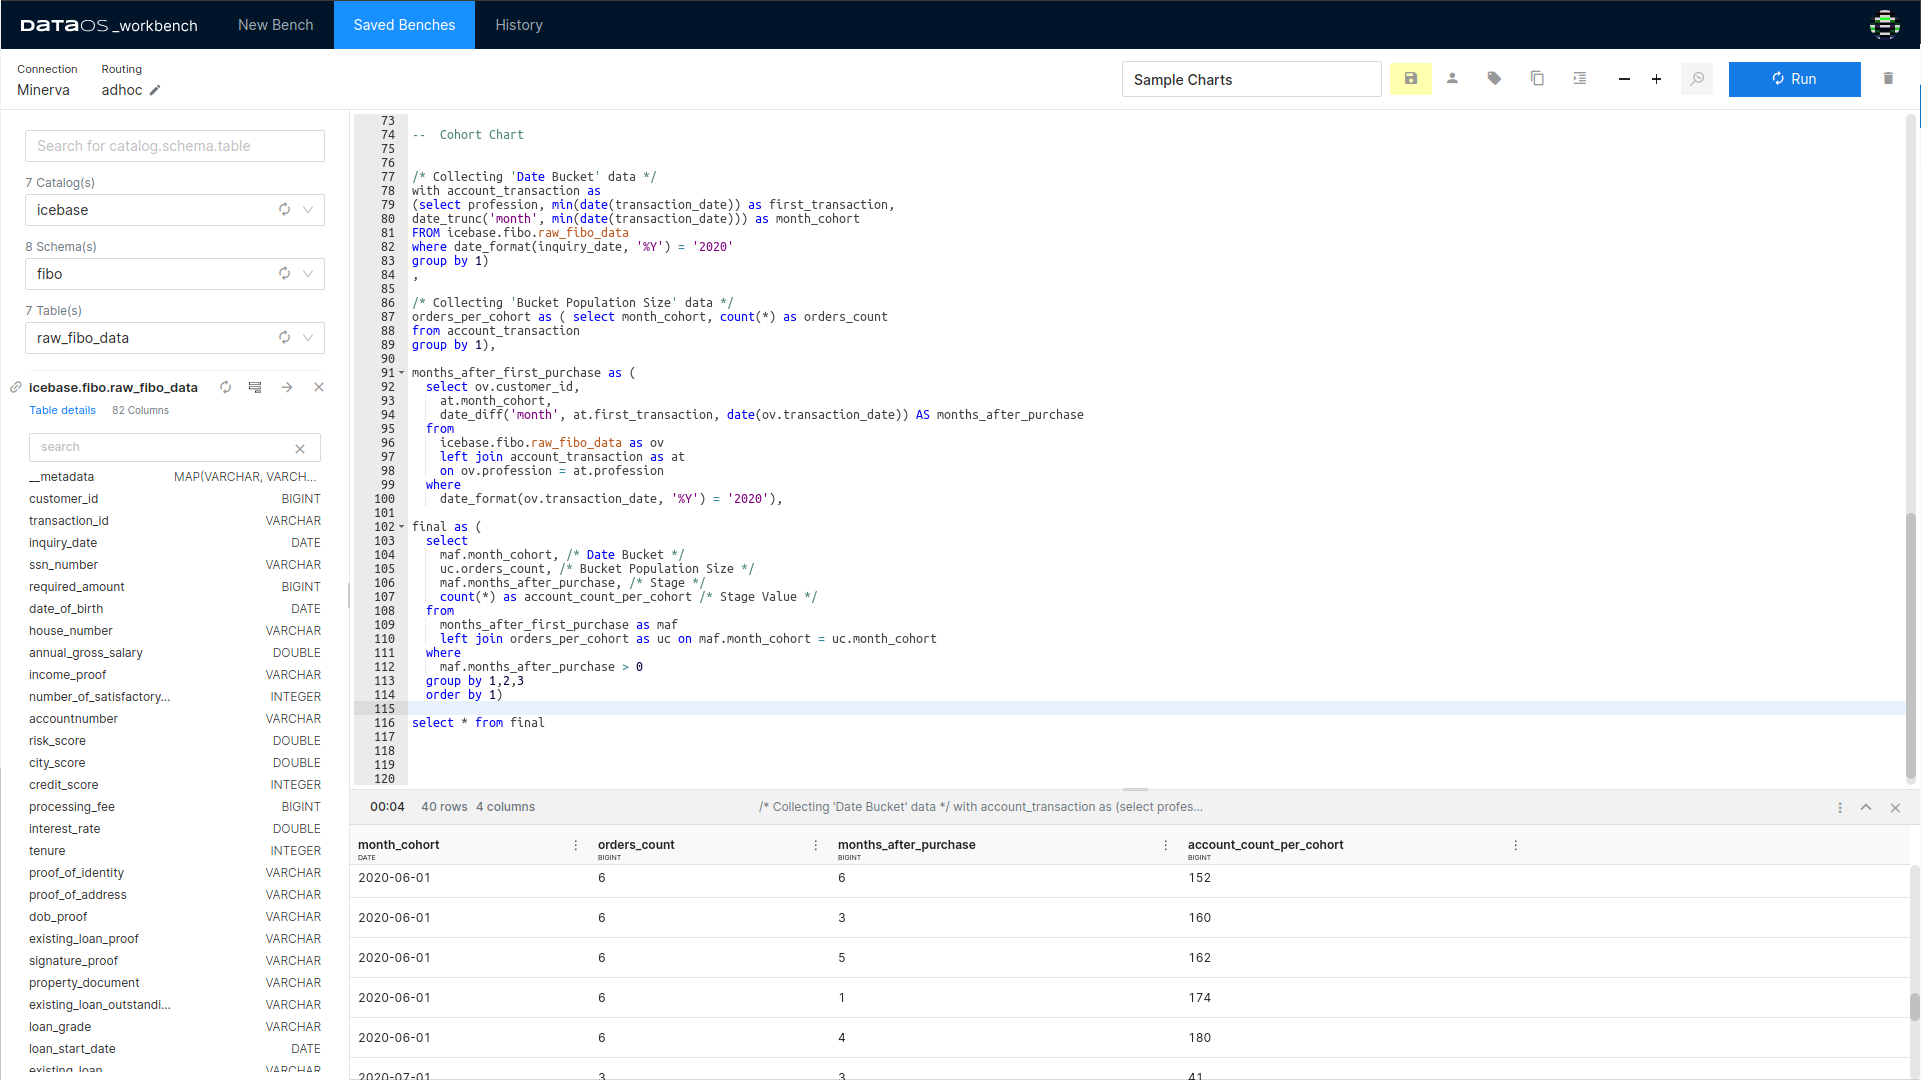 DATAOS _workbench New Bench Saved Benches History
Connection Routing
Minerva adhoc Sample Charts Run
Search for catalog.schema.table
7 Catalog(s)
icebase
8 Schema(s)
fibo
7 Table(s)
raw_fibo_data
icebase.fibo.raw_fibo_data
Table details 82 Columns
search
__metadata MAP(VARCHAR, VARCH...
customer_id BIGINT
transaction_id VARCHAR
inquiry_date DATE
ssn_number VARCHAR
required_amount BIGINT
date_of_birth DATE
house_number VARCHAR
annual_gross_salary DOUBLE
income_proof VARCHAR
number_of_satisfactory... INTEGER
accountnumber VARCHAR
risk_score DOUBLE
city_score DOUBLE
credit_score INTEGER
processing_fee BIGINT
interest_rate DOUBLE
tenure INTEGER
proof_of_identity VARCHAR
proof_of_address VARCHAR
dob_proof VARCHAR
existing_loan_proof VARCHAR
signature_proof VARCHAR
property_document VARCHAR
existing_loan_outstandi... VARCHAR
loan_grade VARCHAR
loan_start_date DATE
existing_loan VARCHAR
73
74 -- Cohort Chart
75
76
77 /* Collecting 'Date Bucket' data */
78 with account_transaction as
79 (select profession, min(date(transaction_date)) as first_transaction,
80 date_trunc('month', min(date(transaction_date))) as month_cohort
81 FROM icebase.fibo.raw_fibo_data
82 where date_format(inquiry_date, '%Y') = '2020'
83 group by 1)
84 ,
85
86 /* Collecting 'Bucket Population Size' data */
87 orders_per_cohort as ( select month_cohort, count(*) as orders_count
88 from account_transaction
89 group by 1),
90
91 months_after_first_purchase as (
92 select ov.customer_id,
93 at.month_cohort,
94 date_diff('month', at.first_transaction, date(ov.transaction_date)) AS months_after_purchase
95 from
96 icebase.fibo.raw_fibo_data as ov
97 left join account_transaction as at
98 on ov.profession = at.profession
99 where
100 date_format(ov.transaction_date, '%Y') = '2020'),
101
102 final as (
103 select
104 maf.month_cohort, /* Date Bucket */
105 uc.orders_count, /* Bucket Population Size */
106 maf.months_after_purchase, /* Stage */
107 count(*) as account_count_per_cohort /* Stage Value */
108 from
109 months_after_first_purchase as maf
110 left join orders_per_cohort as uc on maf.month_cohort = uc.month_cohort
111 where
112 maf.months_after_purchase > 0
113 group by 1,2,3
114 order by 1)
115
116 select * from final
117
118
119
120
00:04 40 rows 4 columns /* Collecting 'Date Bucket' data */ with account_transaction as (select profes...
month_cohort orders_count months_after_purchase account_count_per_cohort
DATE BIGINT BIGINT BIGINT
2020-06-01 6 6 152
2020-06-01 6 3 160
2020-06-01 6 5 162
2020-06-01 6 1 174
2020-06-01 6 4 180
2020-07-01 3 3 41